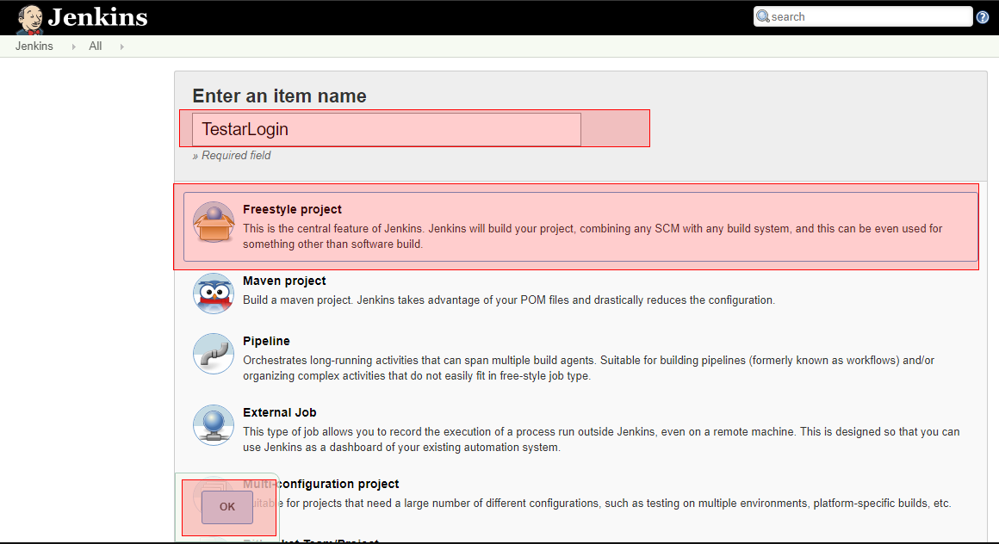 Jenkins
search
Jenkins
All
Enter an item name
TestarLogin
» Required field
Freestyle project
This is the central feature of Jenkins. Jenkins will build your project, combining any SCM with any build system, and this can be even used for
something other than software build.
Maven project
Build a maven project. Jenkins takes advantage of your POM files and drastically reduces the configuration.
Pipeline
Orchestrates long-running activities that can span multiple build agents. Suitable for building pipelines (formerly known as workflows) and/or
organizing complex activities that do not easily fit in free-style job type.
External Job
This type of job allows you to record the execution of a process run outside Jenkins, even on a remote machine. This is designed so that you can
use Jenkins as a dashboard of your existing automation system.
Multi-configuration project
Suitable for projects that need a large number of different configurations, such as testing on multiple environments, platform-specific builds, etc.
OK